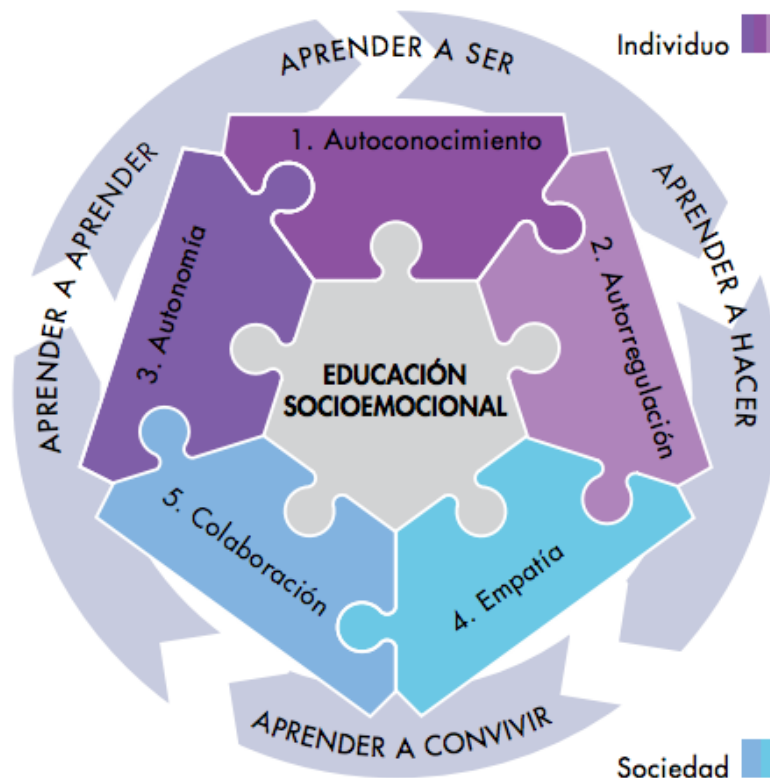 APRENDER A SER
Individuo
1. Autoconocimiento
APRENDER A APRENDER
APRENDER A HACER
3. Autonomía
2. Autorregulación
EDUCACIÓN
SOCIOEMOCIONAL
5. Colaboración
4. Empatía
APRENDER A CONVIVIR
Sociedad